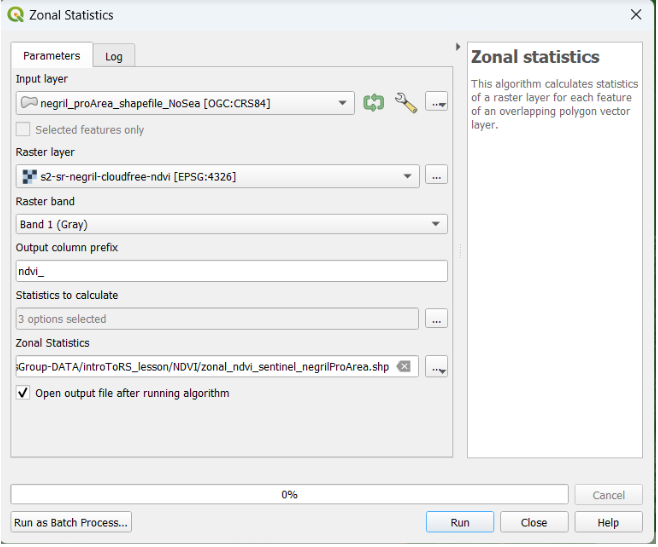 Zonal Statistics
Parameters
Log
Input layer
negril_proArea_shapefile_NoSea [OGC:CRS84]
...
Selected features only
Raster layer
s2-sr-negril-cloudfree-ndvi [EPSG:4326]
...
Raster band
Band 1 (Gray)
Output column prefix
ndvi_
Statistics to calculate
3 options selected
...
Zonal Statistics
sGroup-DATA/introToRS_lesson/NDVI/zonal_ndvi_sentinel_negrilProArea.shp
...
Open output file after running algorithm
Zonal statistics
This algorithm calculates statistics
of a raster layer for each feature
of an overlapping polygon vector
layer.
0%
Cancel
Run as Batch Process...
Run
Close
Help